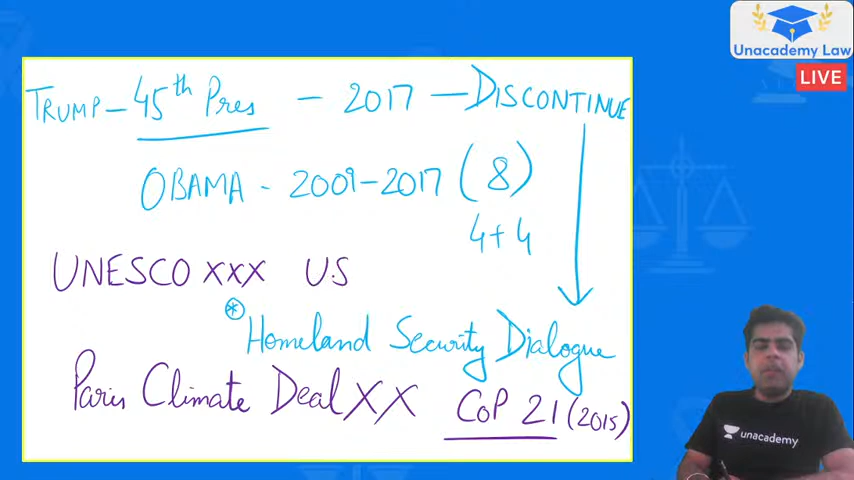 Unacademy Law
LIVE
TRUMP - 45th Pres - 2017 - DISCONTINUE
OBAMA - 2009-2017 (8)
4+4
UNESCO XXX U.S
* Homeland Security Dialogue
Paris Climate Deal XX CoP 21 (2015)
unacademy